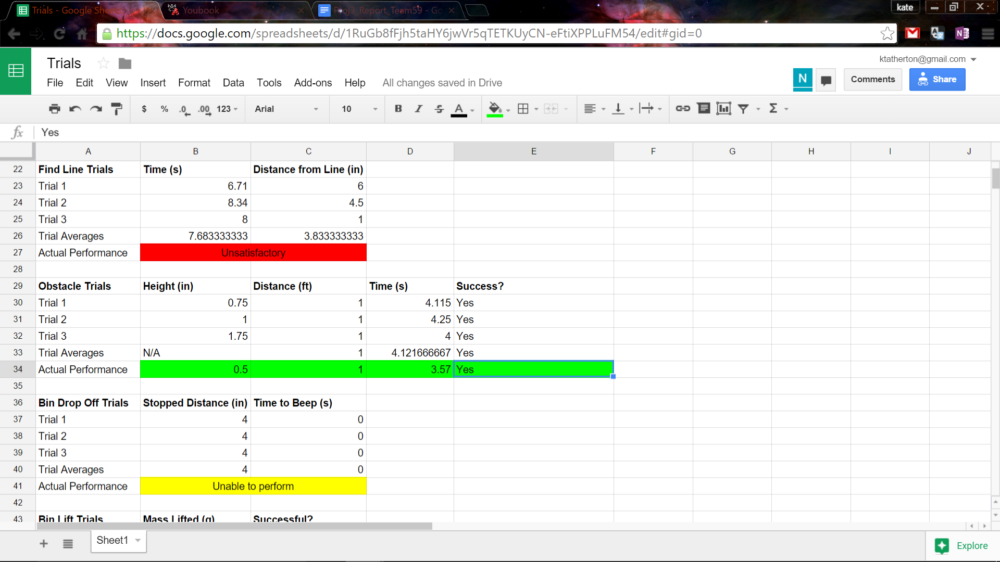 Trials - Google Sheets
Youbook
Proj3_Report_Team59 - Go
kate
https://docs.google.com/spreadsheets/d/1RuGb8fFjh5taHY6jwVr5qTETKUyCN-eFtiXPPLuFM54/edit#gid=0
Trials
ktatherton@gmail.com
File Edit View Insert Format Data Tools Add-ons Help All changes saved in Drive
N
Comments
Share
$ % .0 .00 123 Arial 10 B I S A Σ
fx Yes
A B C D E F G H I J
22 Find Line Trials Time (s) Distance from Line (in)
23 Trial 1 6.71 6
24 Trial 2 8.34 4.5
25 Trial 3 8 1
26 Trial Averages 7.683333333 3.833333333
27 Actual Performance Unsatisfactory
28
29 Obstacle Trials Height (in) Distance (ft) Time (s) Success?
30 Trial 1 0.75 1 4.115 Yes
31 Trial 2 1 1 4.25 Yes
32 Trial 3 1.75 1 4 Yes
33 Trial Averages N/A 1 4.121666667 Yes
34 Actual Performance 0.5 1 3.57 Yes
35
36 Bin Drop Off Trials Stopped Distance (in) Time to Beep (s)
37 Trial 1 4 0
38 Trial 2 4 0
39 Trial 3 4 0
40 Trial Averages 4 0
41 Actual Performance Unable to perform
42
43 Bin Lift Trials Mass Lifted (g) Successful?
Sheet1
Explore